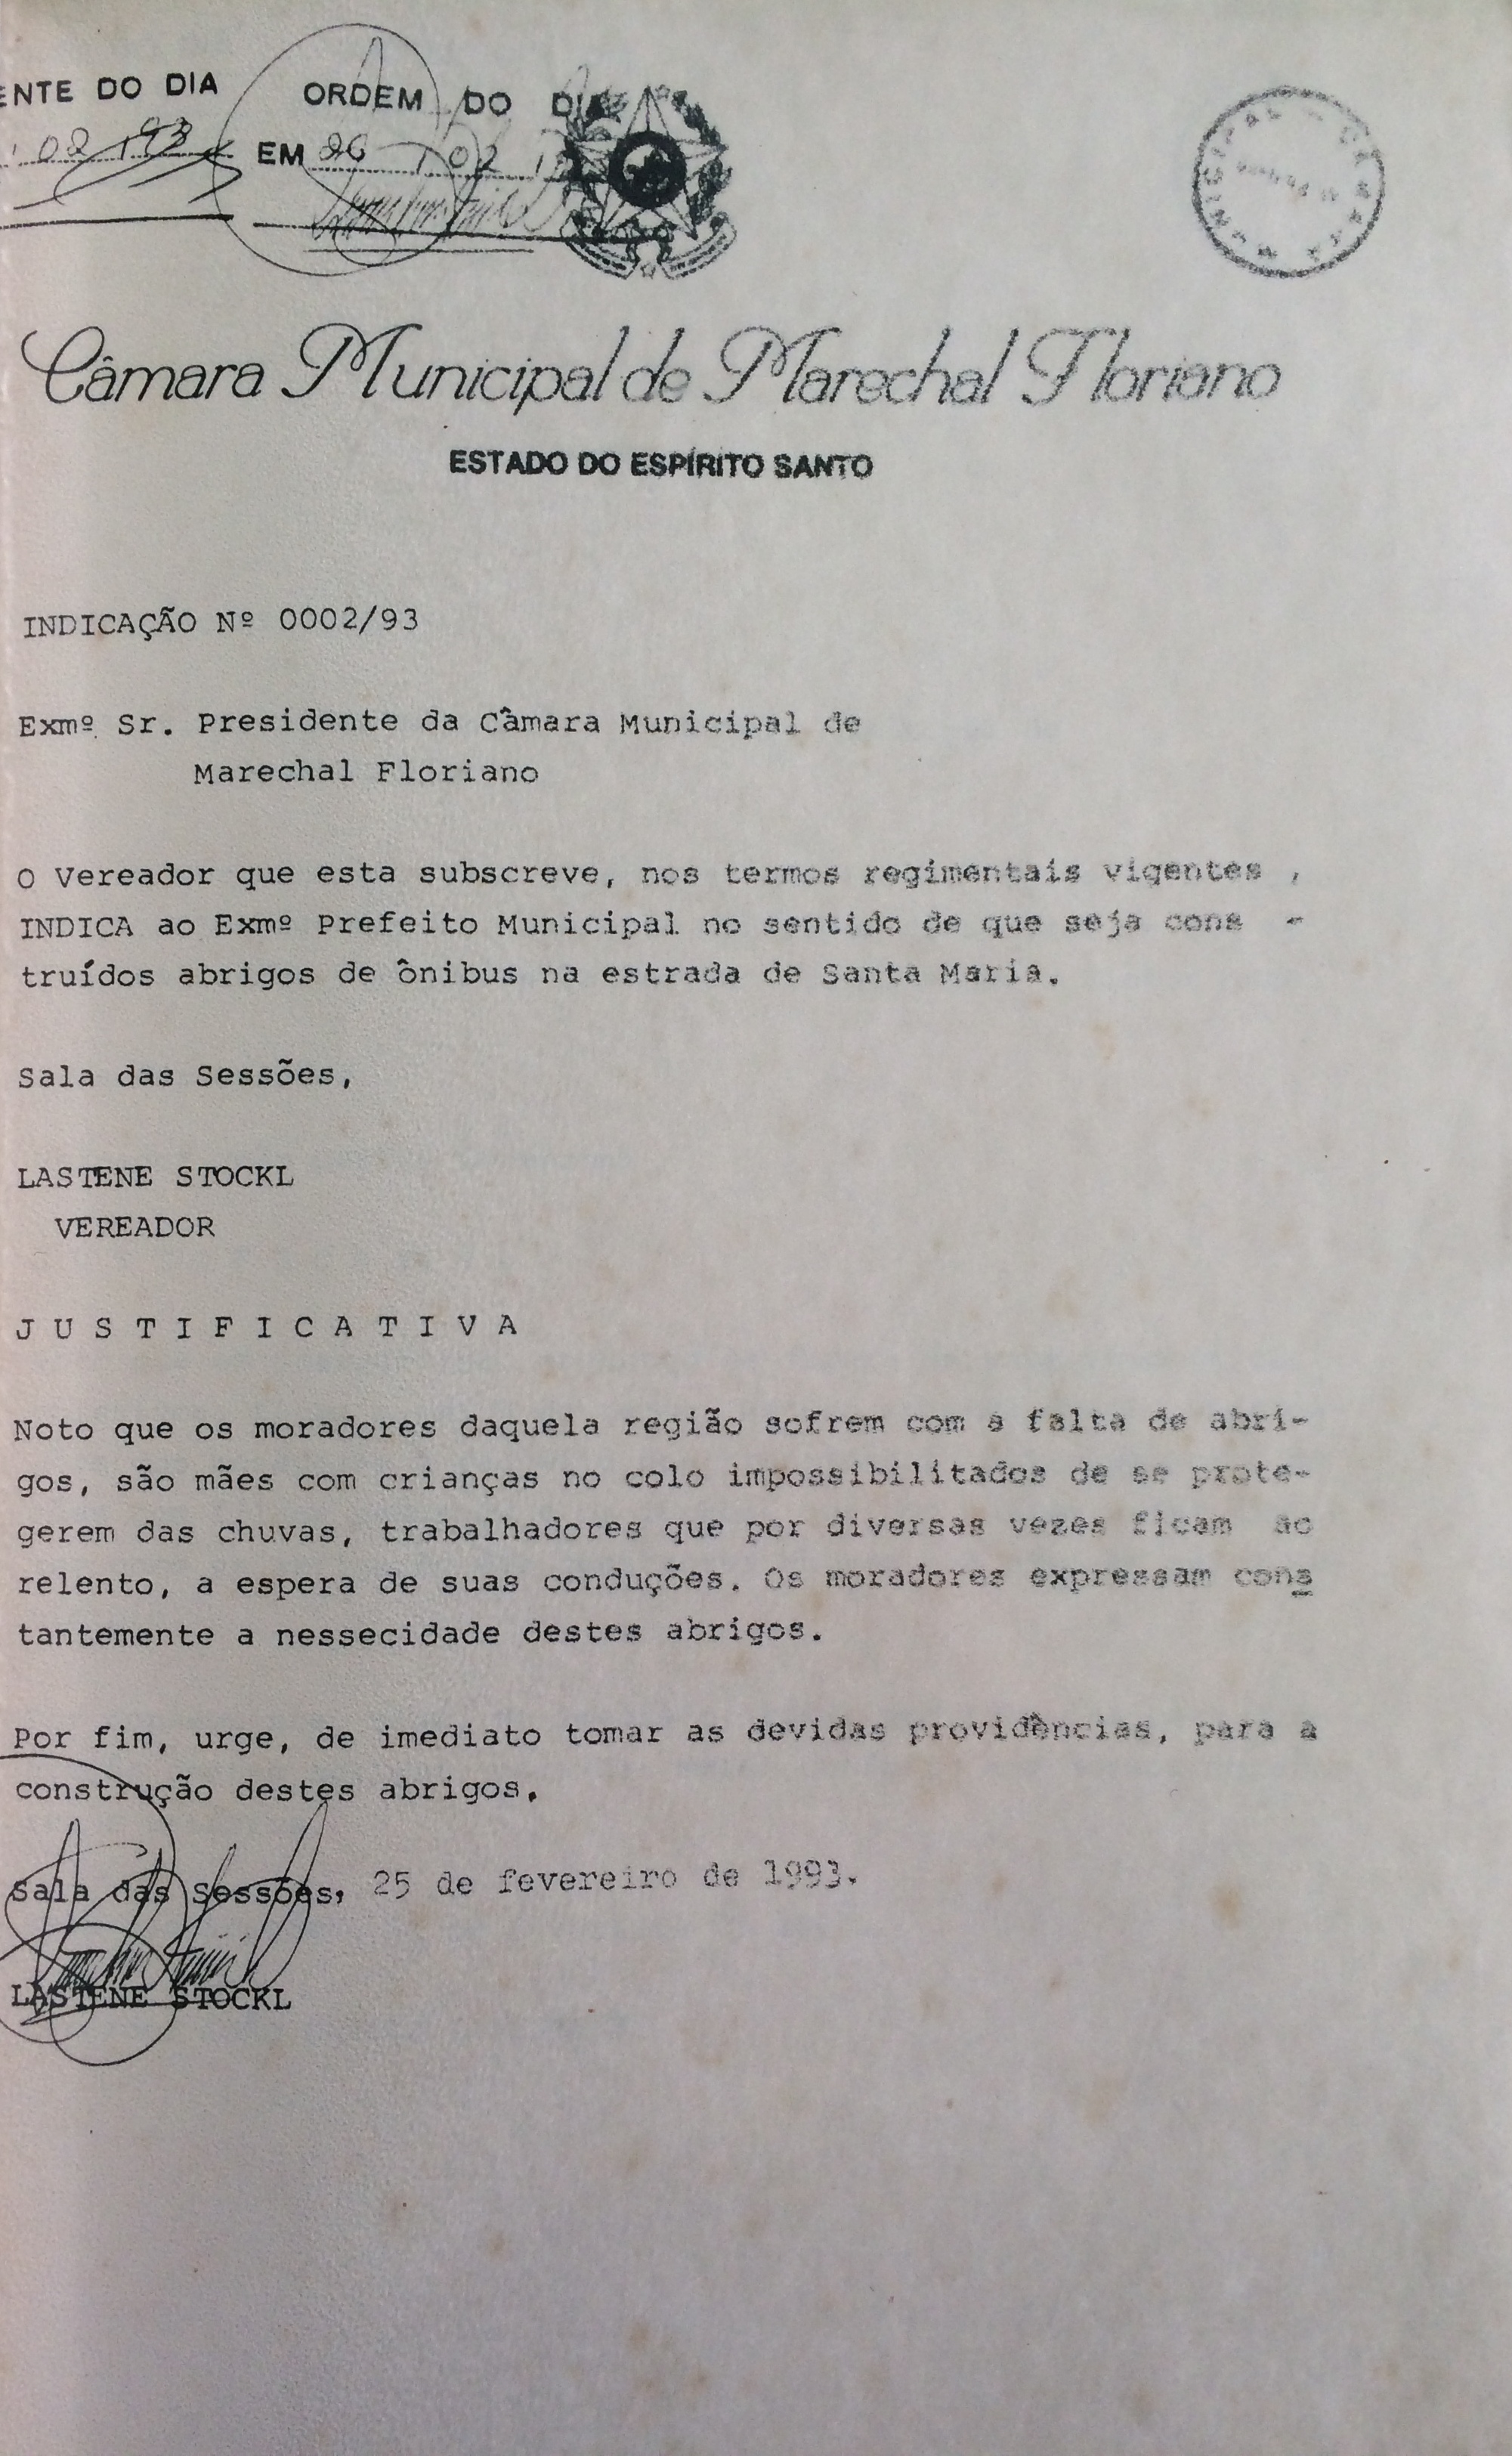 ENTE DO DIA ORDEM DO DIA
02 / 93 EM 26 / 02 /
Câmara Municipal de Marechal Floriano
ESTADO DO ESPÍRITO SANTO
INDICAÇÃO Nº 0002/93
Exmº Sr. Presidente da Câmara Municipal de
Marechal Floriano
O Vereador que esta subscreve, nos termos regimentais vigentes ,
INDICA ao Exmº Prefeito Municipal no sentido de que seja cons -
truídos abrigos de ônibus na estrada de Santa Maria.
Sala das Sessões,
LASTENE STOCKL
VEREADOR
J U S T I F I C A T I V A
Noto que os moradores daquela região sofrem com a falta de abri-
gos, são mães com crianças no colo impossibilitados de se prote-
gerem das chuvas, trabalhadores que por diversas vezes ficam ao
relento, a espera de suas conduções. Os moradores expressam cons
tantemente a nessecidade destes abrigos.
Por fim, urge, de imediato tomar as devidas providências, para a
construção destes abrigos.
Sala das Sessões, 25 de fevereiro de 1993.
LASTENE STOCKL